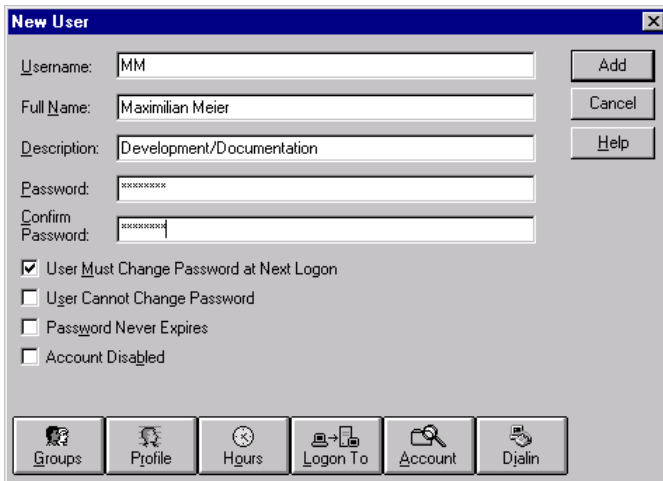 New User
Username: MM
Add
Full Name: Maximilian Meier
Cancel
Description: Development/Documentation
Help
Password: ********
Confirm
Password: ********
User Must Change Password at Next Logon
User Cannot Change Password
Password Never Expires
Account Disabled
Groups Profile Hours Logon To Account Dialin